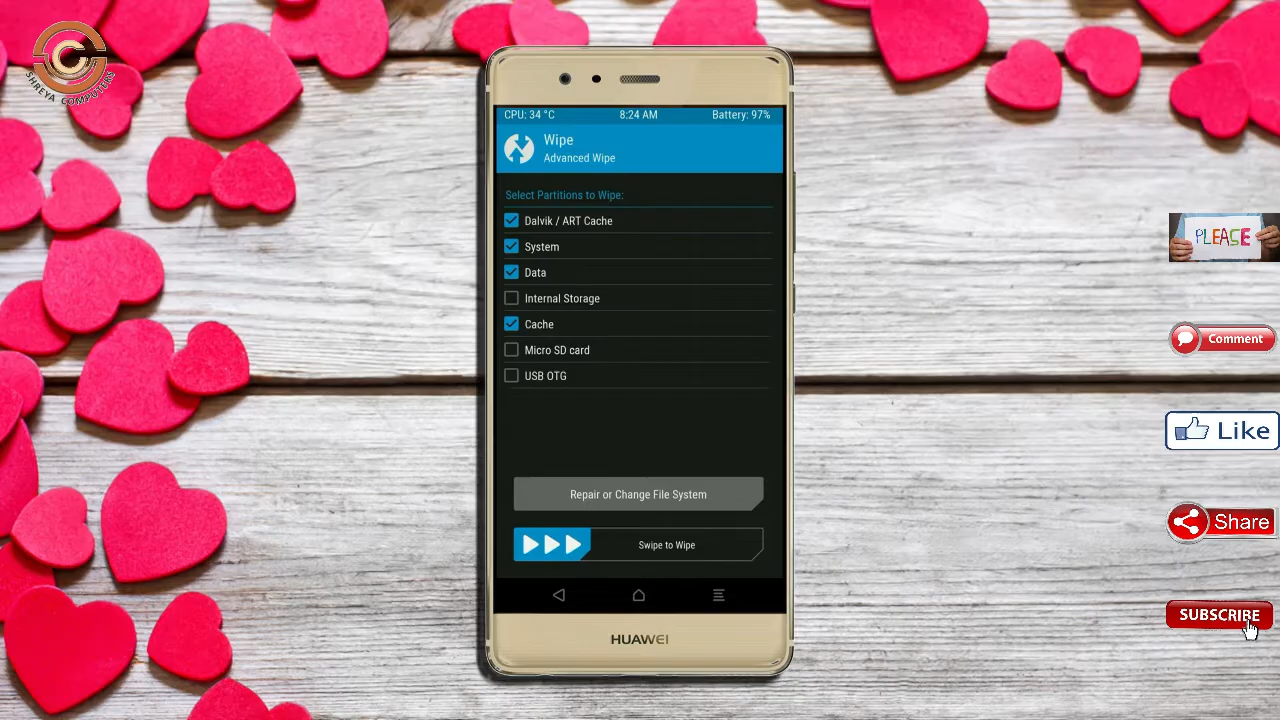 SHREYA COMPUTERS
CPU: 34 °C 8:24 AM Battery: 97%
Wipe
Advanced Wipe
Select Partitions to Wipe:
Dalvik / ART Cache
System
Data
Internal Storage
Cache
Micro SD card
USB OTG
Repair or Change File System
Swipe to Wipe
HUAWEI
PLEASE
Comment
Like
Share
SUBSCRIBE